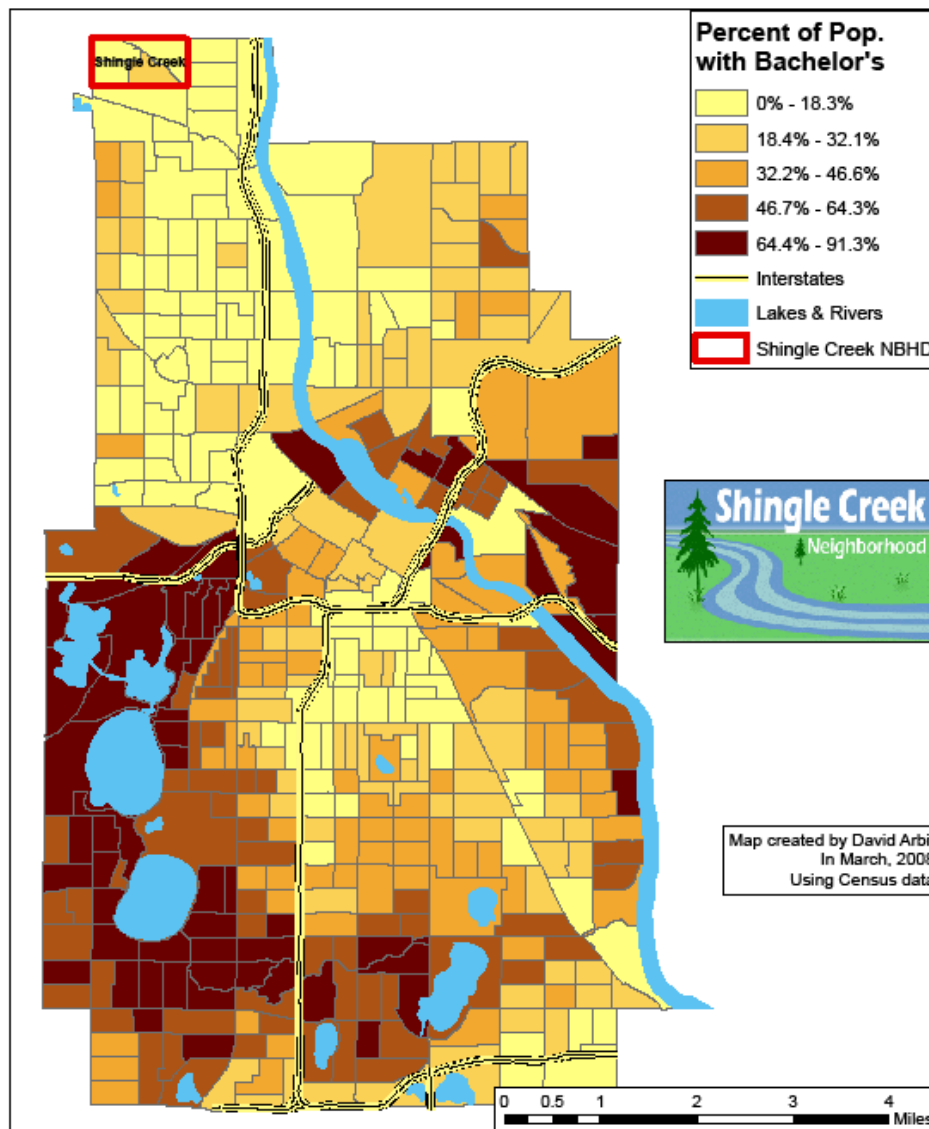 Shingle Creek
Percent of Pop.
with Bachelor's
0% - 18.3%
18.4% - 32.1%
32.2% - 46.6%
46.7% - 64.3%
64.4% - 91.3%
Interstates
Lakes & Rivers
Shingle Creek NBHD
Shingle Creek
Neighborhood
Map created by David Arbi
In March, 2008
Using Census data
0 0.5 1 2 3 4
Miles